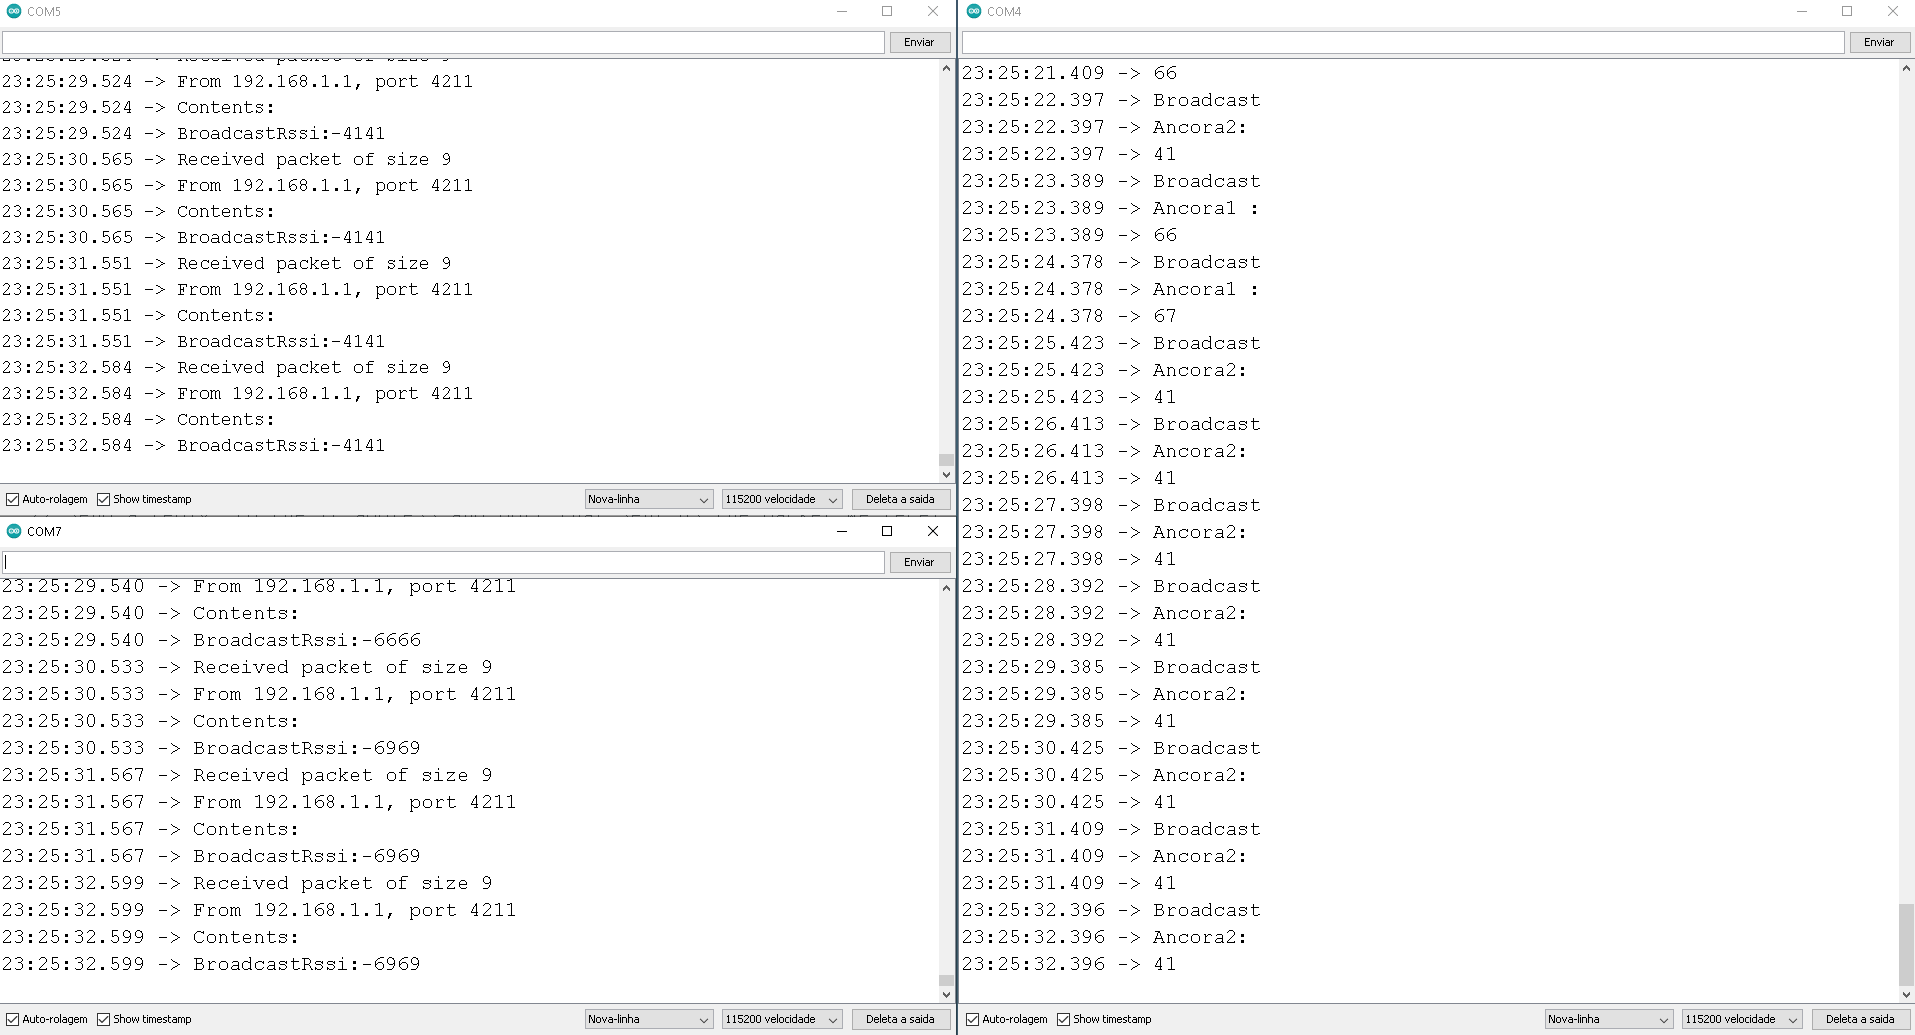 COM5
Enviar
23:25:29.524 -> Received packet of size 9
23:25:29.524 -> From 192.168.1.1, port 4211
23:25:29.524 -> Contents:
23:25:29.524 -> BroadcastRssi:-4141
23:25:30.565 -> Received packet of size 9
23:25:30.565 -> From 192.168.1.1, port 4211
23:25:30.565 -> Contents:
23:25:30.565 -> BroadcastRssi:-4141
23:25:31.551 -> Received packet of size 9
23:25:31.551 -> From 192.168.1.1, port 4211
23:25:31.551 -> Contents:
23:25:31.551 -> BroadcastRssi:-4141
23:25:32.584 -> Received packet of size 9
23:25:32.584 -> From 192.168.1.1, port 4211
23:25:32.584 -> Contents:
23:25:32.584 -> BroadcastRssi:-4141
Auto-rolagem Show timestamp Nova-linha 115200 velocidade Deleta a saida
COM7
Enviar
23:25:29.540 -> From 192.168.1.1, port 4211
23:25:29.540 -> Contents:
23:25:29.540 -> BroadcastRssi:-6666
23:25:30.533 -> Received packet of size 9
23:25:30.533 -> From 192.168.1.1, port 4211
23:25:30.533 -> Contents:
23:25:30.533 -> BroadcastRssi:-6969
23:25:31.567 -> Received packet of size 9
23:25:31.567 -> From 192.168.1.1, port 4211
23:25:31.567 -> Contents:
23:25:31.567 -> BroadcastRssi:-6969
23:25:32.599 -> Received packet of size 9
23:25:32.599 -> From 192.168.1.1, port 4211
23:25:32.599 -> Contents:
23:25:32.599 -> BroadcastRssi:-6969
Auto-rolagem Show timestamp Nova-linha 115200 velocidade Deleta a saida
COM4
Enviar
23:25:21.409 -> 66
23:25:22.397 -> Broadcast
23:25:22.397 -> Ancora2:
23:25:22.397 -> 41
23:25:23.389 -> Broadcast
23:25:23.389 -> Ancora1 :
23:25:23.389 -> 66
23:25:24.378 -> Broadcast
23:25:24.378 -> Ancora1 :
23:25:24.378 -> 67
23:25:25.423 -> Broadcast
23:25:25.423 -> Ancora2:
23:25:25.423 -> 41
23:25:26.413 -> Broadcast
23:25:26.413 -> Ancora2:
23:25:26.413 -> 41
23:25:27.398 -> Broadcast
23:25:27.398 -> Ancora2:
23:25:27.398 -> 41
23:25:28.392 -> Broadcast
23:25:28.392 -> Ancora2:
23:25:28.392 -> 41
23:25:29.385 -> Broadcast
23:25:29.385 -> Ancora2:
23:25:29.385 -> 41
23:25:30.425 -> Broadcast
23:25:30.425 -> Ancora2:
23:25:30.425 -> 41
23:25:31.409 -> Broadcast
23:25:31.409 -> Ancora2:
23:25:31.409 -> 41
23:25:32.396 -> Broadcast
23:25:32.396 -> Ancora2:
23:25:32.396 -> 41
Auto-rolagem Show timestamp Nova-linha 115200 velocidade Deleta a saida